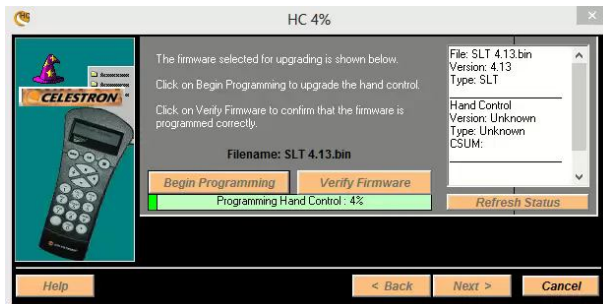 HC
HC 4%
The firmware selected for upgrading is shown below.
Click on Begin Programming to upgrade the hand control.
Click on Verify Firmware to confirm that the firmware is
programmed correctly.
Filename: SLT 4.13.bin
Begin Programming
Verify Firmware
Programming Hand Control : 4%
File: SLT 4.13.bin
Version: 4.13
Type: SLT
Hand Control
Version: Unknown
Type: Unknown
CSUM:
Refresh Status
CELESTRON
Help
< Back
Next >
Cancel